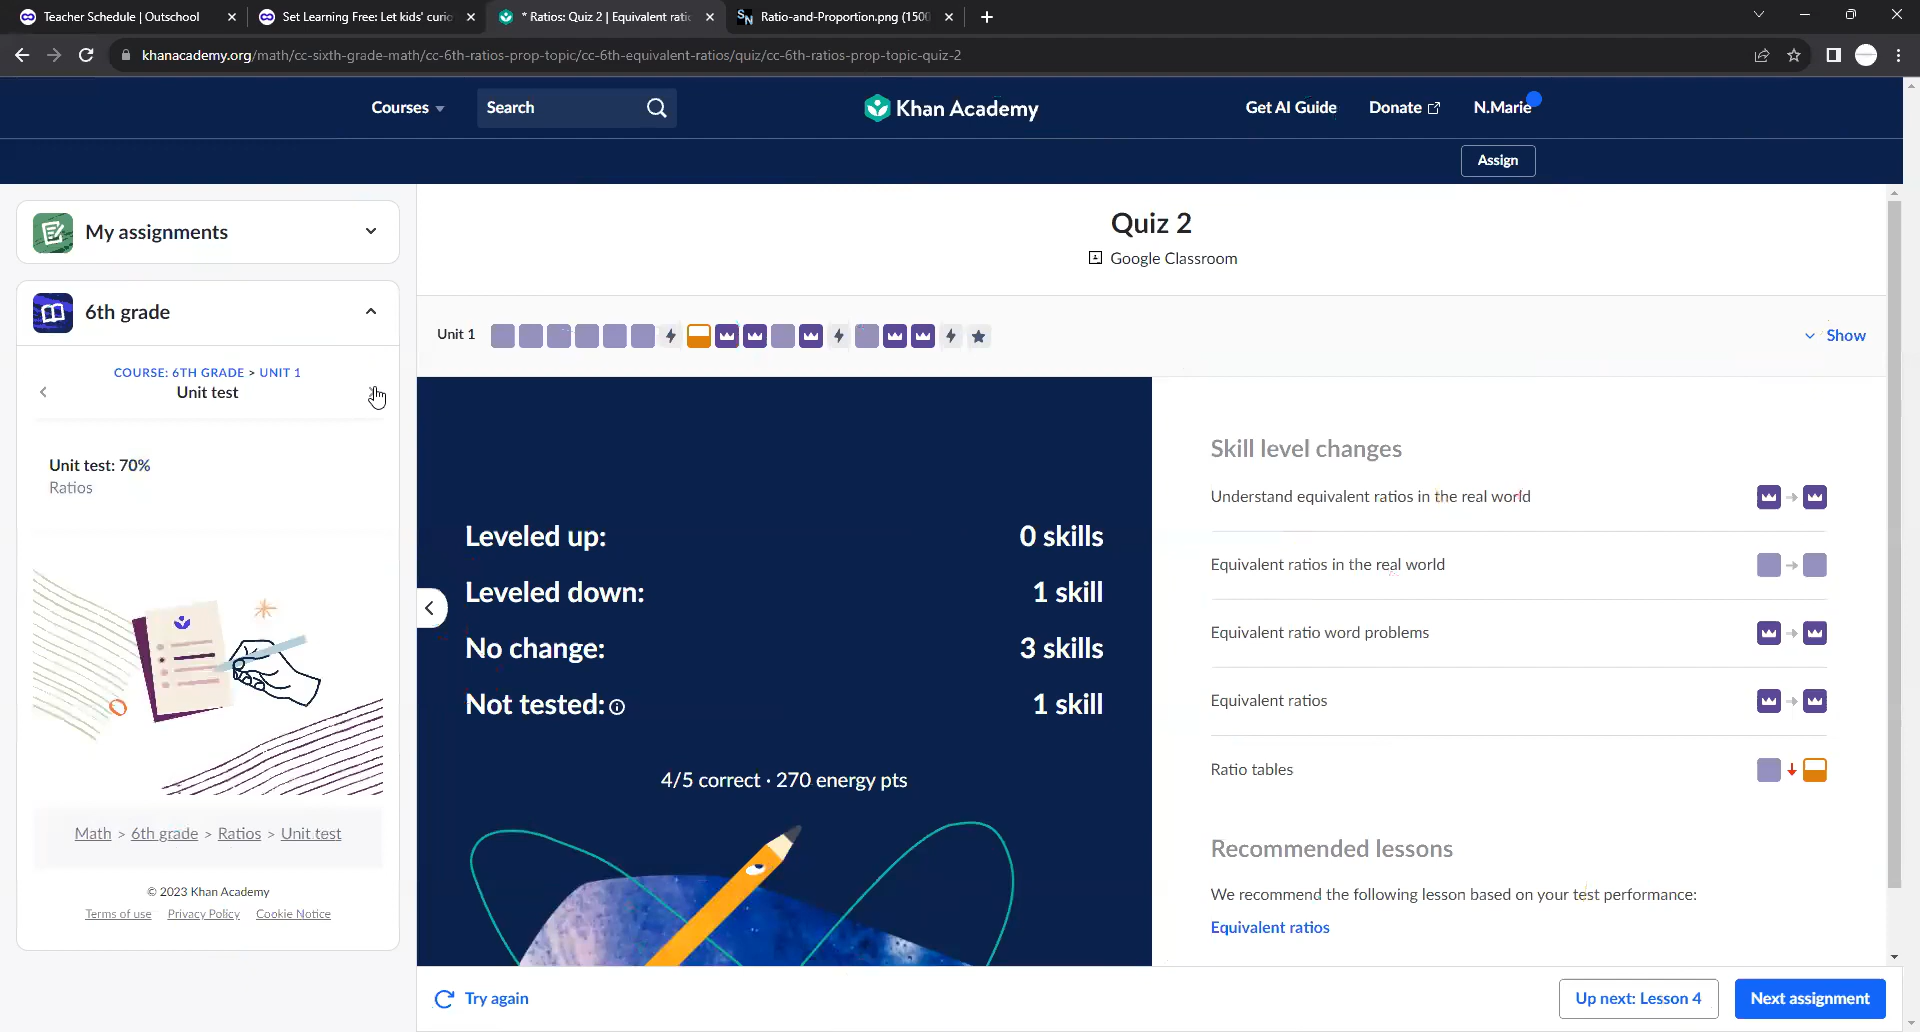 Teacher Schedule | Outschool
Set Learning Free: Let kids' curio
* Ratios: Quiz 2 | Equivalent ratio
SN Ratio-and-Proportion.png (1500
khanacademy.org/math/cc-sixth-grade-math/cc-6th-ratios-prop-topic/cc-6th-equivalent-ratios/quiz/cc-6th-ratios-prop-topic-quiz-2
Courses
Search
Khan Academy
Get AI Guide
Donate
N.Marie
Assign
My assignments
6th grade
COURSE: 6TH GRADE > UNIT 1
Unit test
Unit test: 70%
Ratios
Math > 6th grade > Ratios > Unit test
© 2023 Khan Academy
Terms of use Privacy Policy Cookie Notice
Quiz 2
Google Classroom
Unit 1
Show
Leveled up: 0 skills
Leveled down: 1 skill
No change: 3 skills
Not tested: 1 skill
4/5 correct · 270 energy pts
Skill level changes
Understand equivalent ratios in the real world
Equivalent ratios in the real world
Equivalent ratio word problems
Equivalent ratios
Ratio tables
Recommended lessons
We recommend the following lesson based on your test performance:
Equivalent ratios
Try again
Up next: Lesson 4
Next assignment